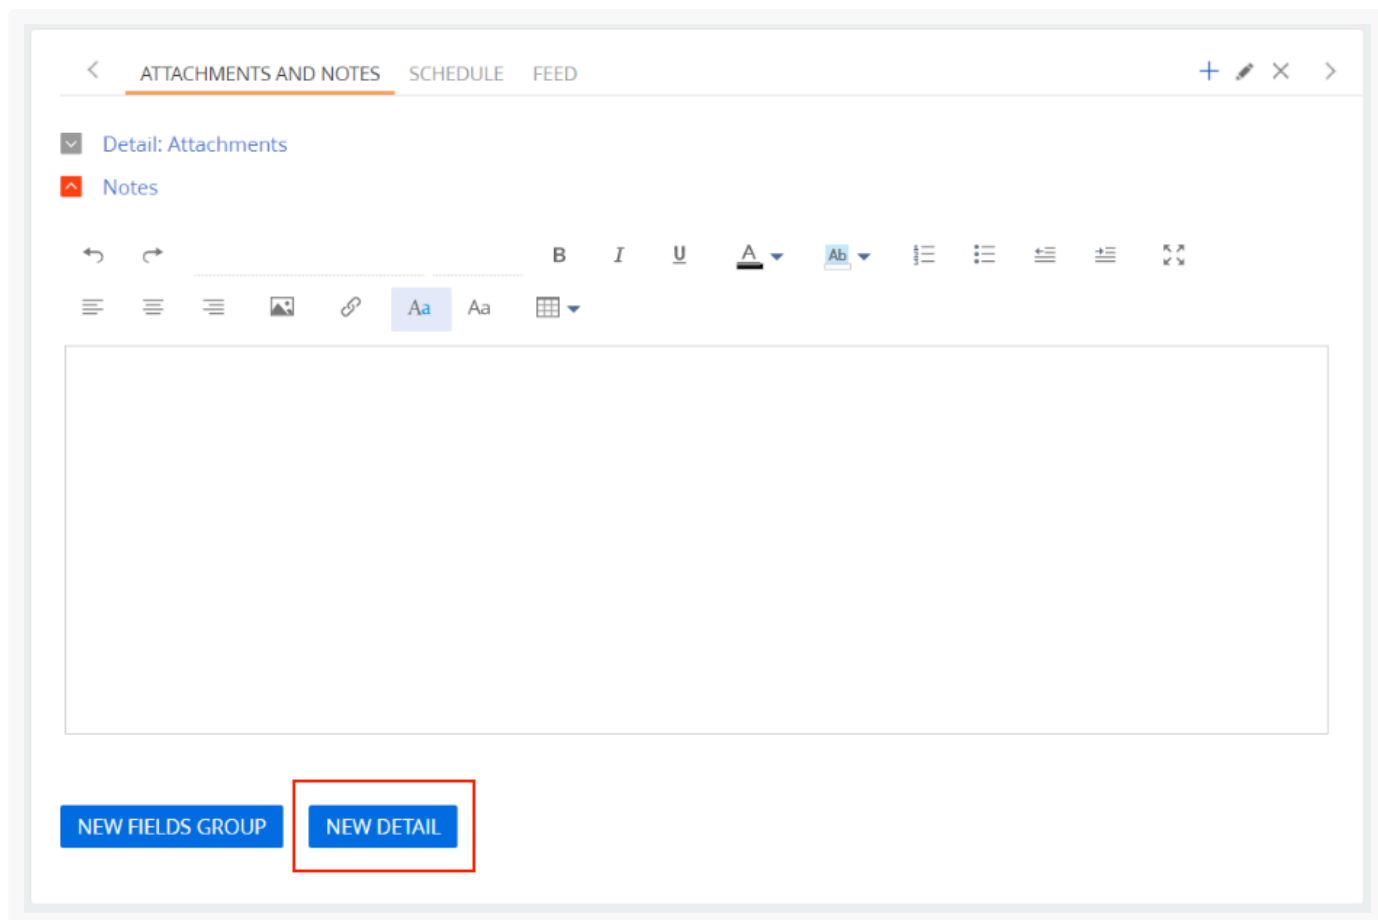 ATTACHMENTS AND NOTES SCHEDULE FEED
Detail: Attachments
Notes
B I U A Ab
Aa Aa
NEW FIELDS GROUP NEW DETAIL